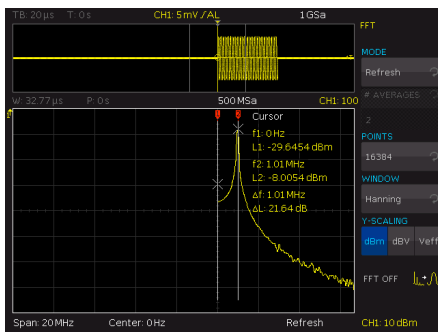 TB: 20 µs T: 0 s CH1: 5 mV / AL 1 GSa
FFT
MODE
Refresh
# AVERAGES
2
POINTS
16384
WINDOW
Hanning
Y-SCALING
dBm dBV Veff
FFT OFF
W: 32.77 µs P: 0 s 500 MSa CH1: 100
Cursor
f1: 0 Hz
L1: -29.6454 dBm
f2: 1.01 MHz
L2: -8.0054 dBm
Δf: 1.01 MHz
ΔL: 21.64 dB
Span: 20 MHz Center: 0 Hz Refresh CH1: 10 dBm